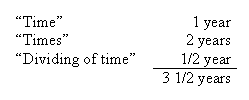 “Time” 1 year
“Times” 2 years
“Dividing of time” 1/2 year
3 1/2 years